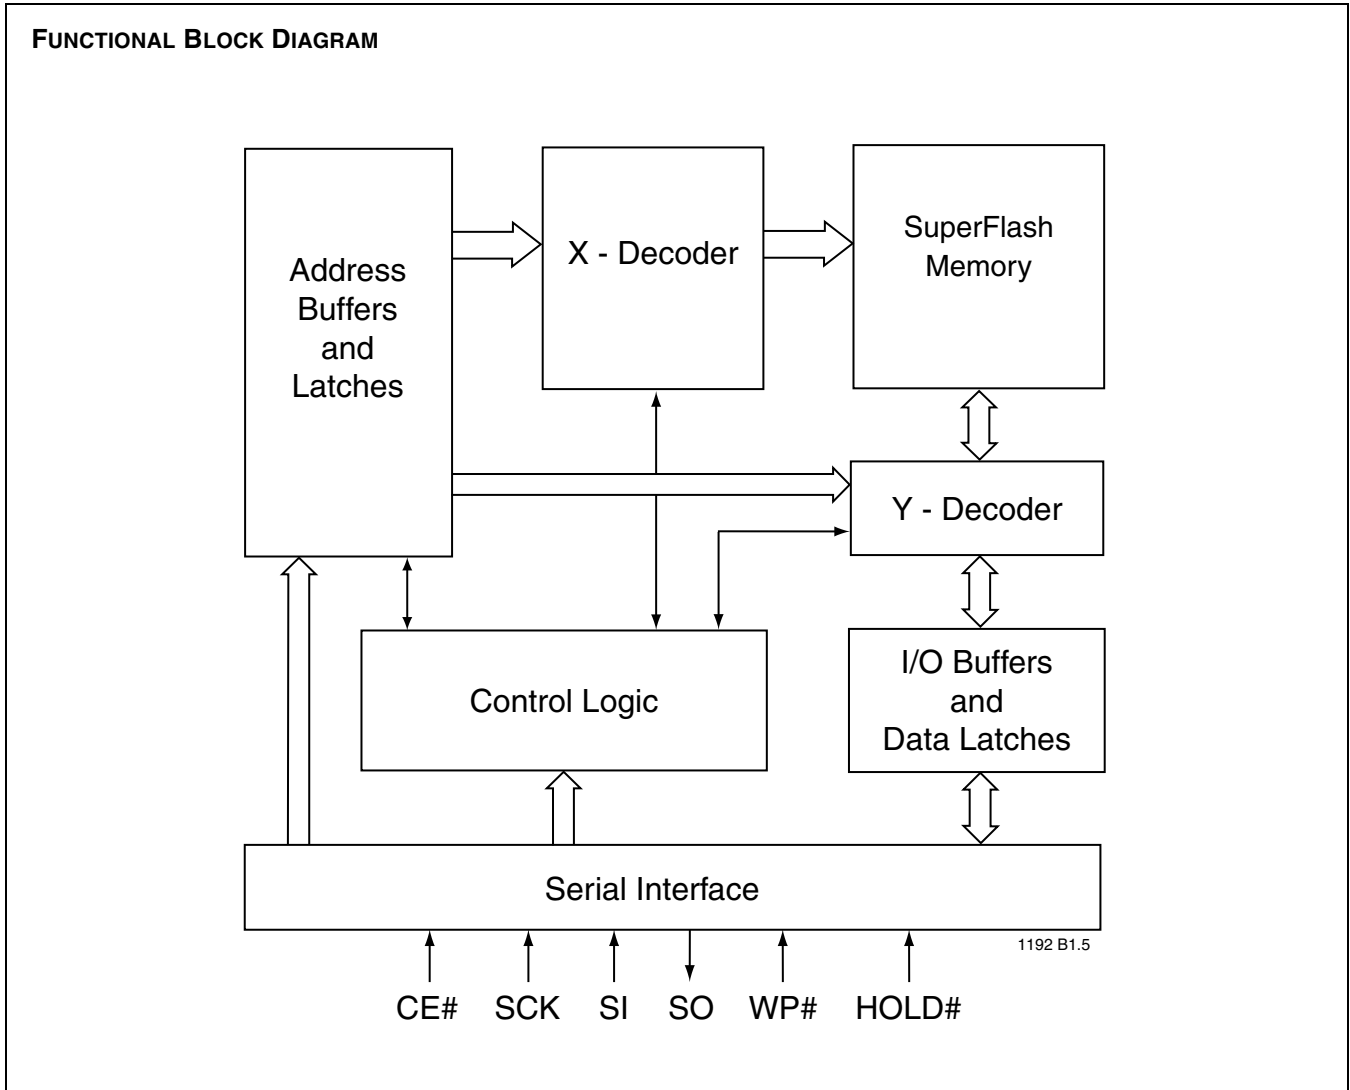 FUNCTIONAL BLOCK DIAGRAM
Address
Buffers
and
Latches
X - Decoder
SuperFlash
Memory
Y - Decoder
Control Logic
I/O Buffers
and
Data Latches
Serial Interface
1192 B1.5
CE# SCK SI SO WP# HOLD#